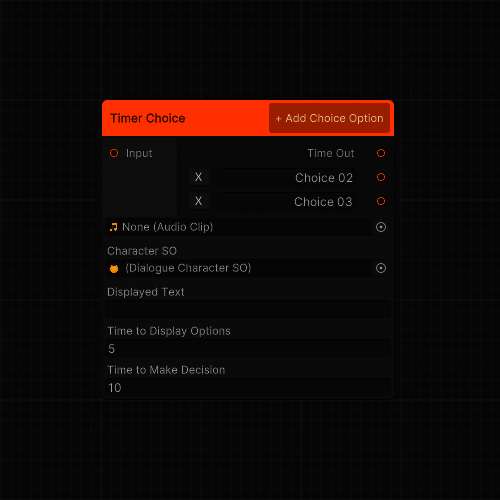 Timer Choice + Add Choice Option
Input Time Out
X Choice 02
X Choice 03
None (Audio Clip)
Character SO
(Dialogue Character SO)
Displayed Text
Time to Display Options
5
Time to Make Decision
10